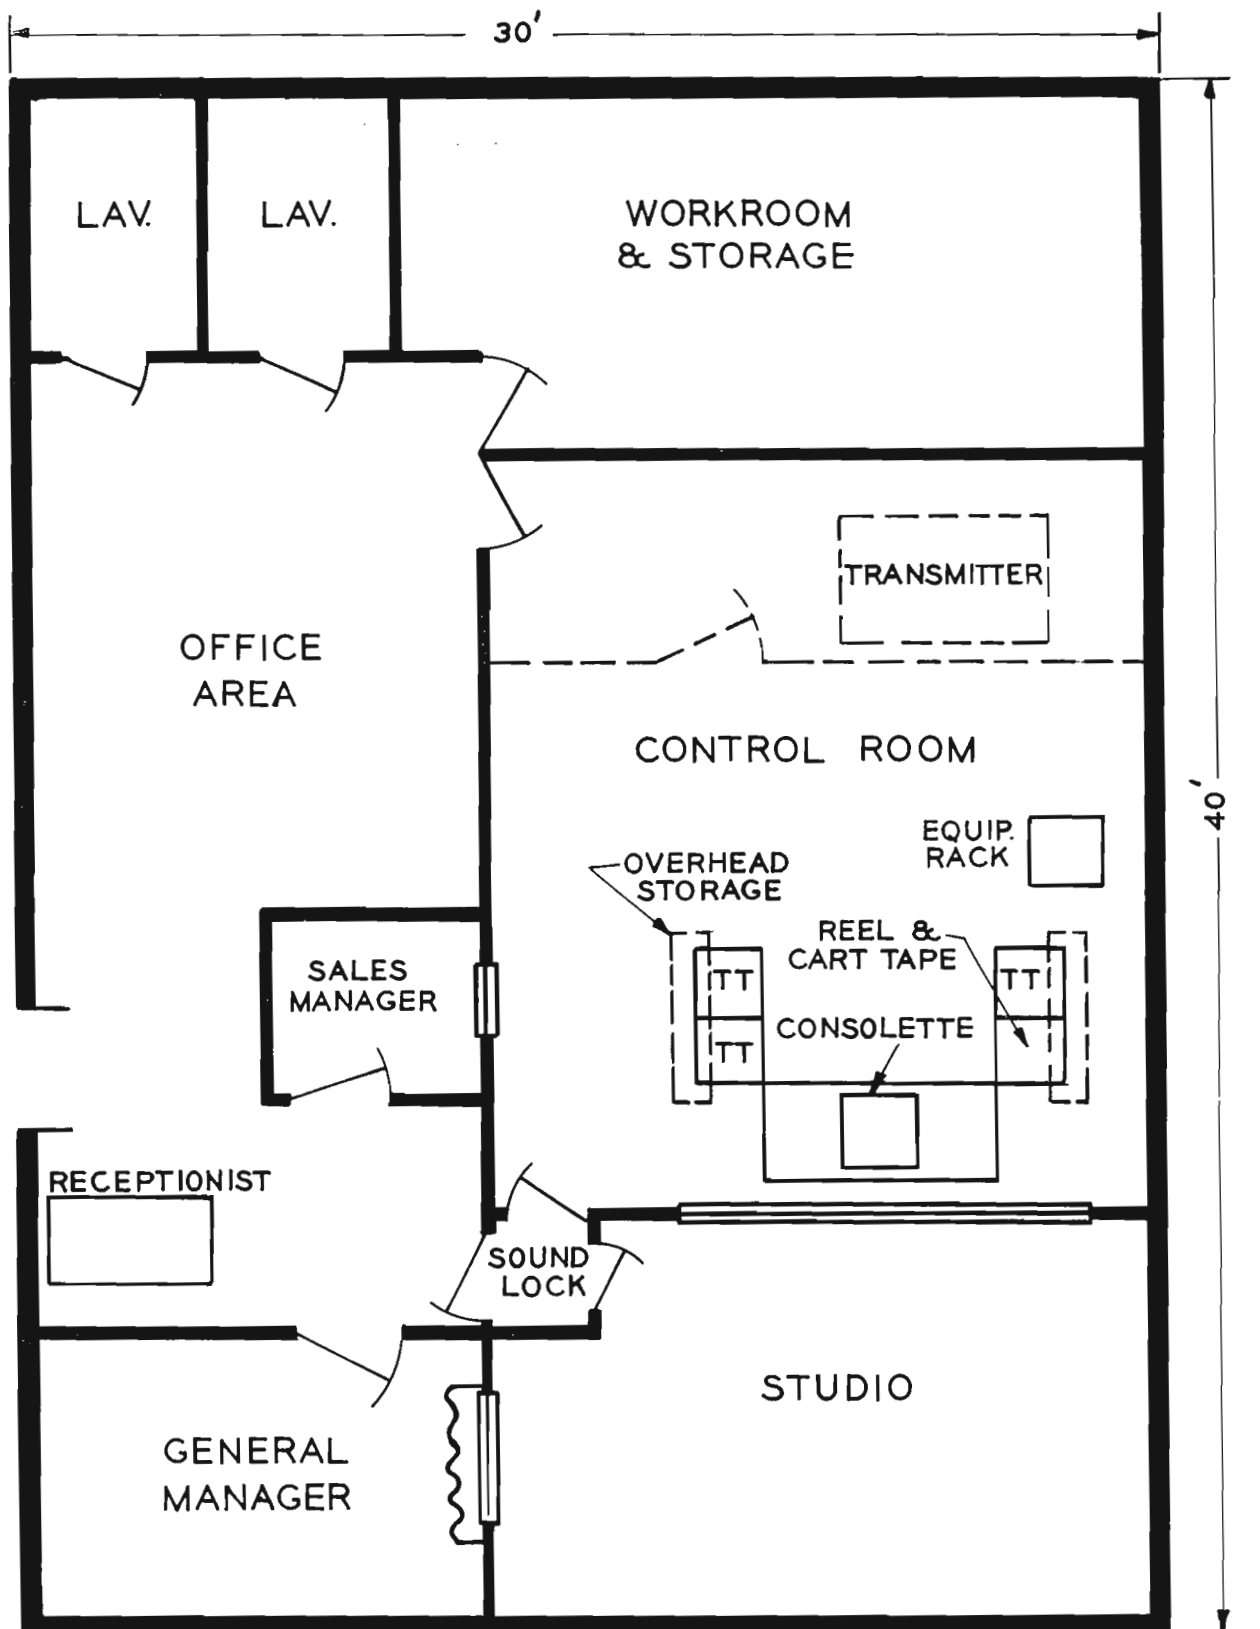 30'
LAV.
LAV.
WORKROOM
& STORAGE
TRANSMITTER
OFFICE
AREA
CONTROL ROOM
40'
EQUIP.
RACK
OVERHEAD
STORAGE
REEL &
CART TAPE
SALES
MANAGER
TT
TT
TT
CONSOLETTE
RECEPTIONIST
SOUND
LOCK
STUDIO
GENERAL
MANAGER